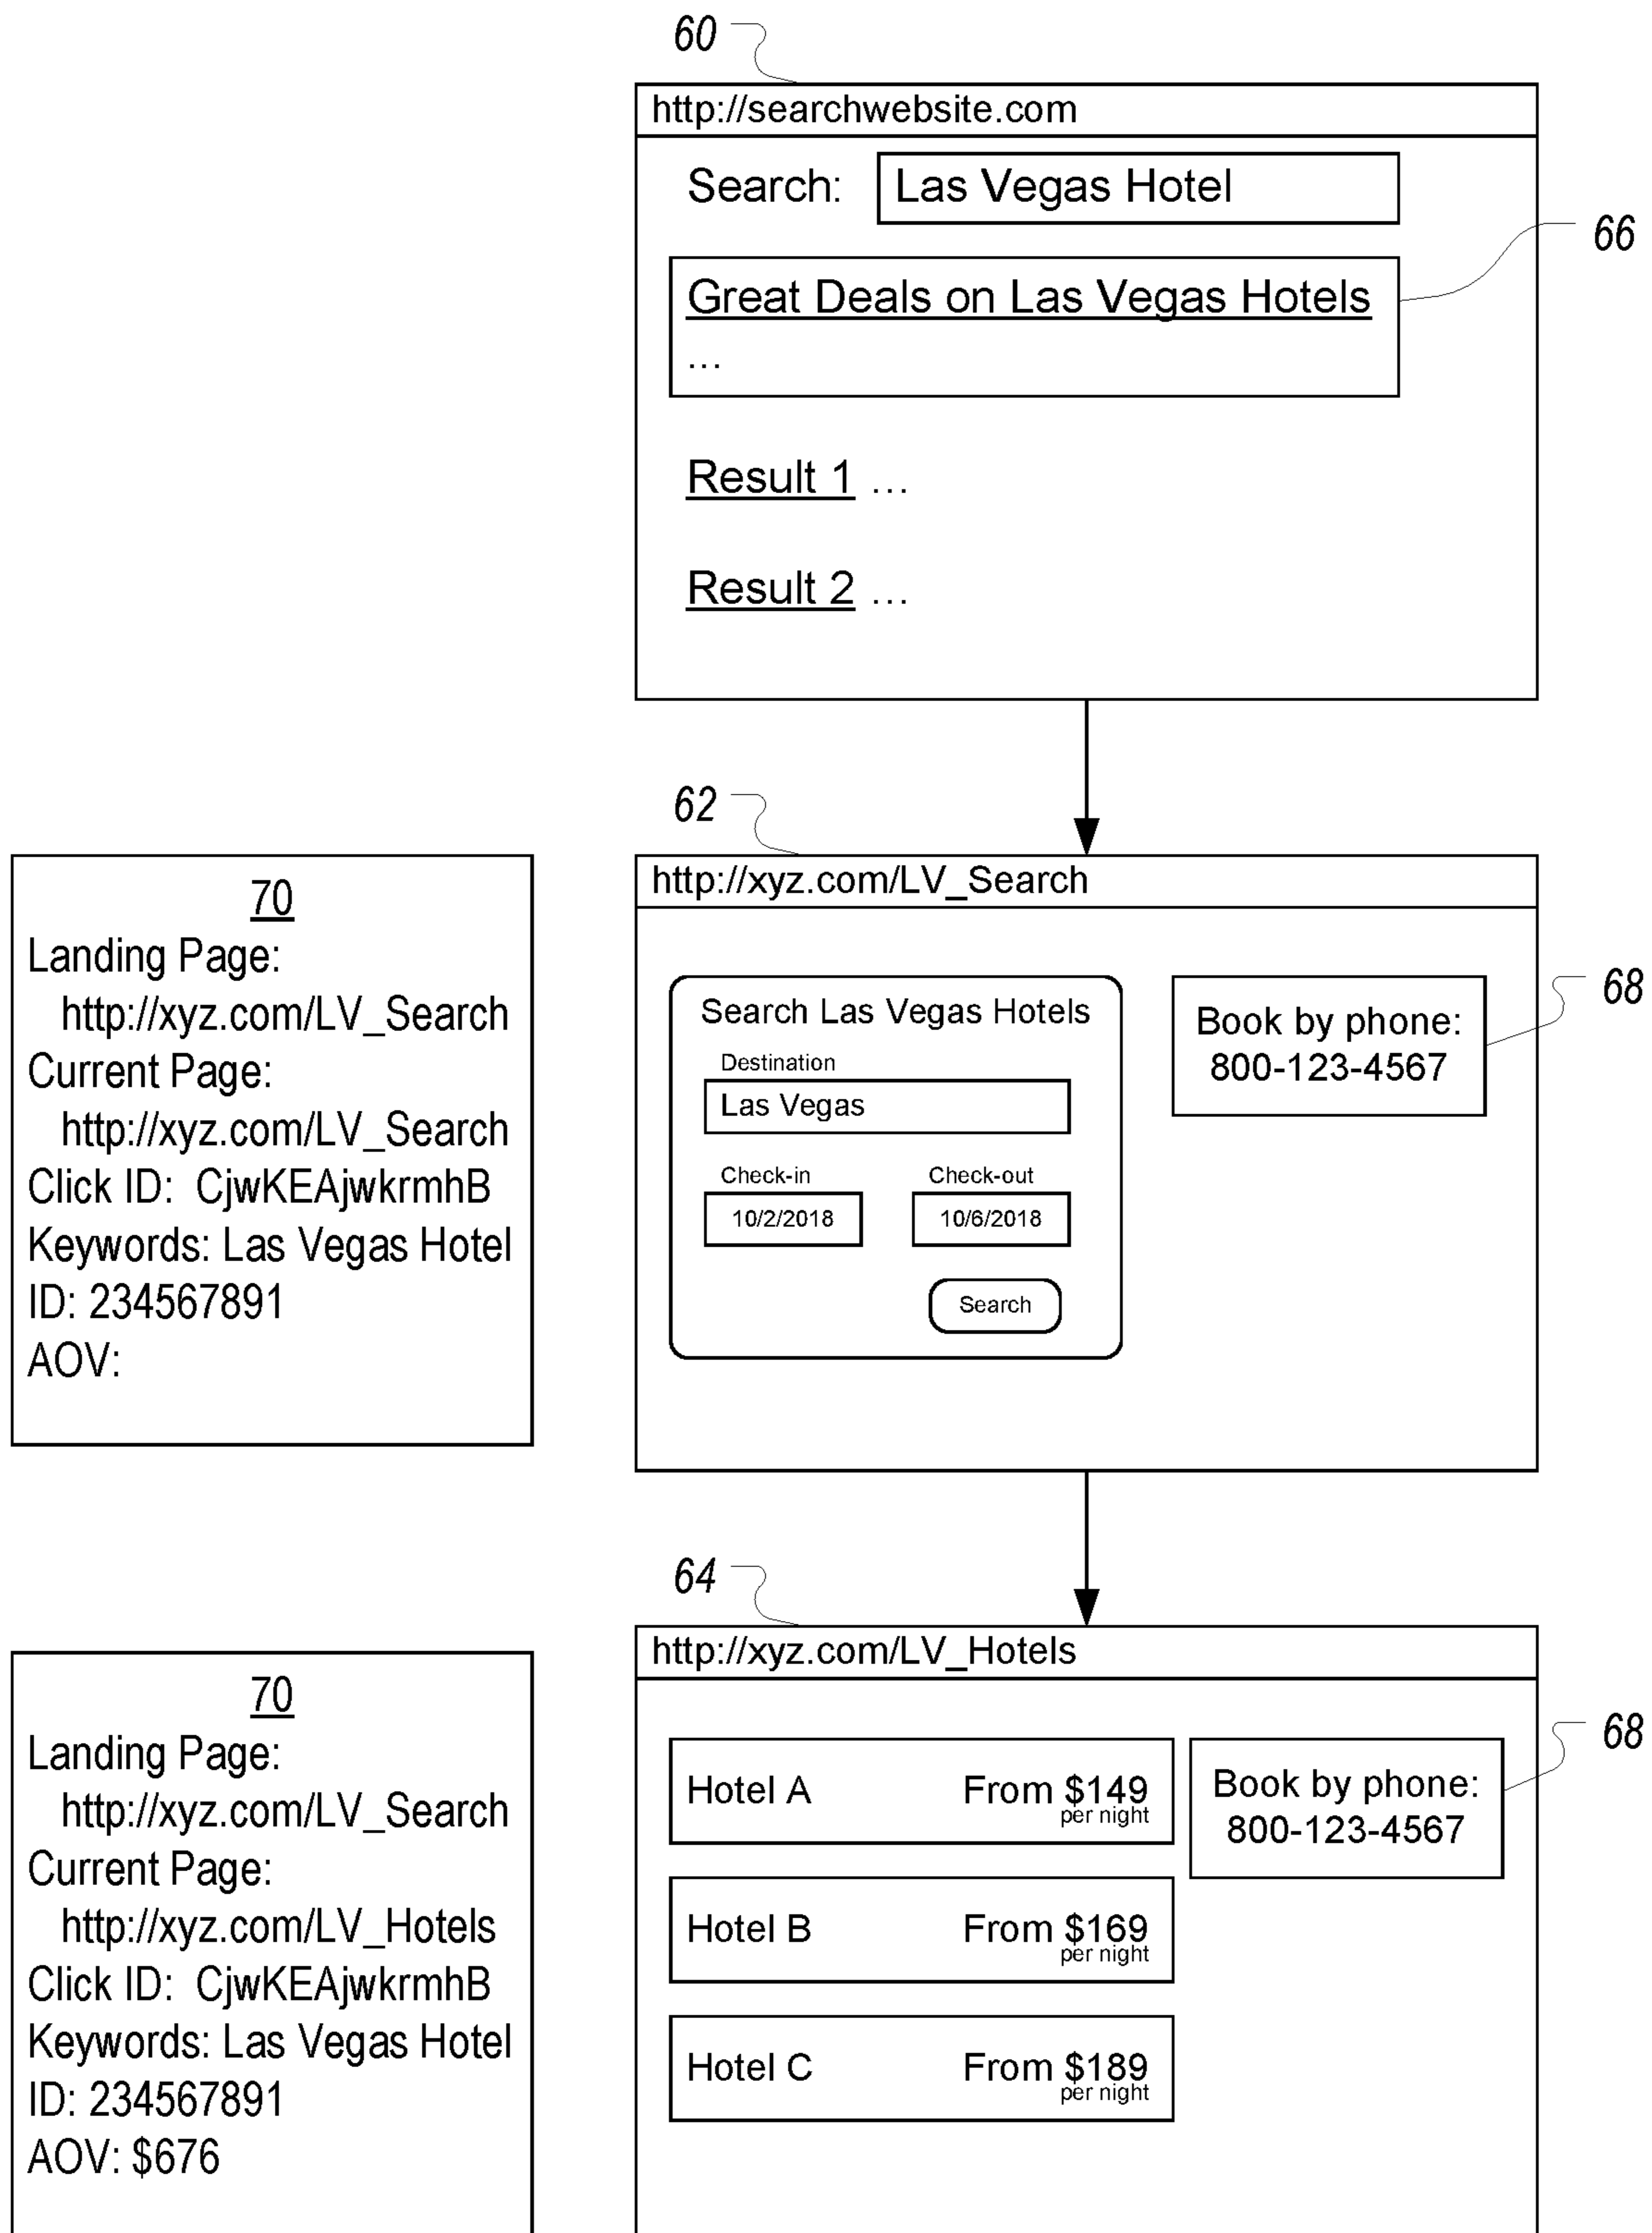 60
http://searchwebsite.com
Search: Las Vegas Hotel
66
Great Deals on Las Vegas Hotels
...
Result 1 ...
Result 2 ...
62
http://xyz.com/LV_Search
70
Landing Page:
http://xyz.com/LV_Search
Current Page:
http://xyz.com/LV_Search
Click ID: CjwKEAjwkrmhB
Keywords: Las Vegas Hotel
ID: 234567891
AOV:
Search Las Vegas Hotels
Destination
Las Vegas
Check-in Check-out
10/2/2018 10/6/2018
Search
68
Book by phone:
800-123-4567
64
http://xyz.com/LV_Hotels
70
Landing Page:
http://xyz.com/LV_Search
Current Page:
http://xyz.com/LV_Hotels
Click ID: CjwKEAjwkrmhB
Keywords: Las Vegas Hotel
ID: 234567891
AOV: $676
Hotel A From $149
per night
Hotel B From $169
per night
Hotel C From $189
per night
68
Book by phone:
800-123-4567